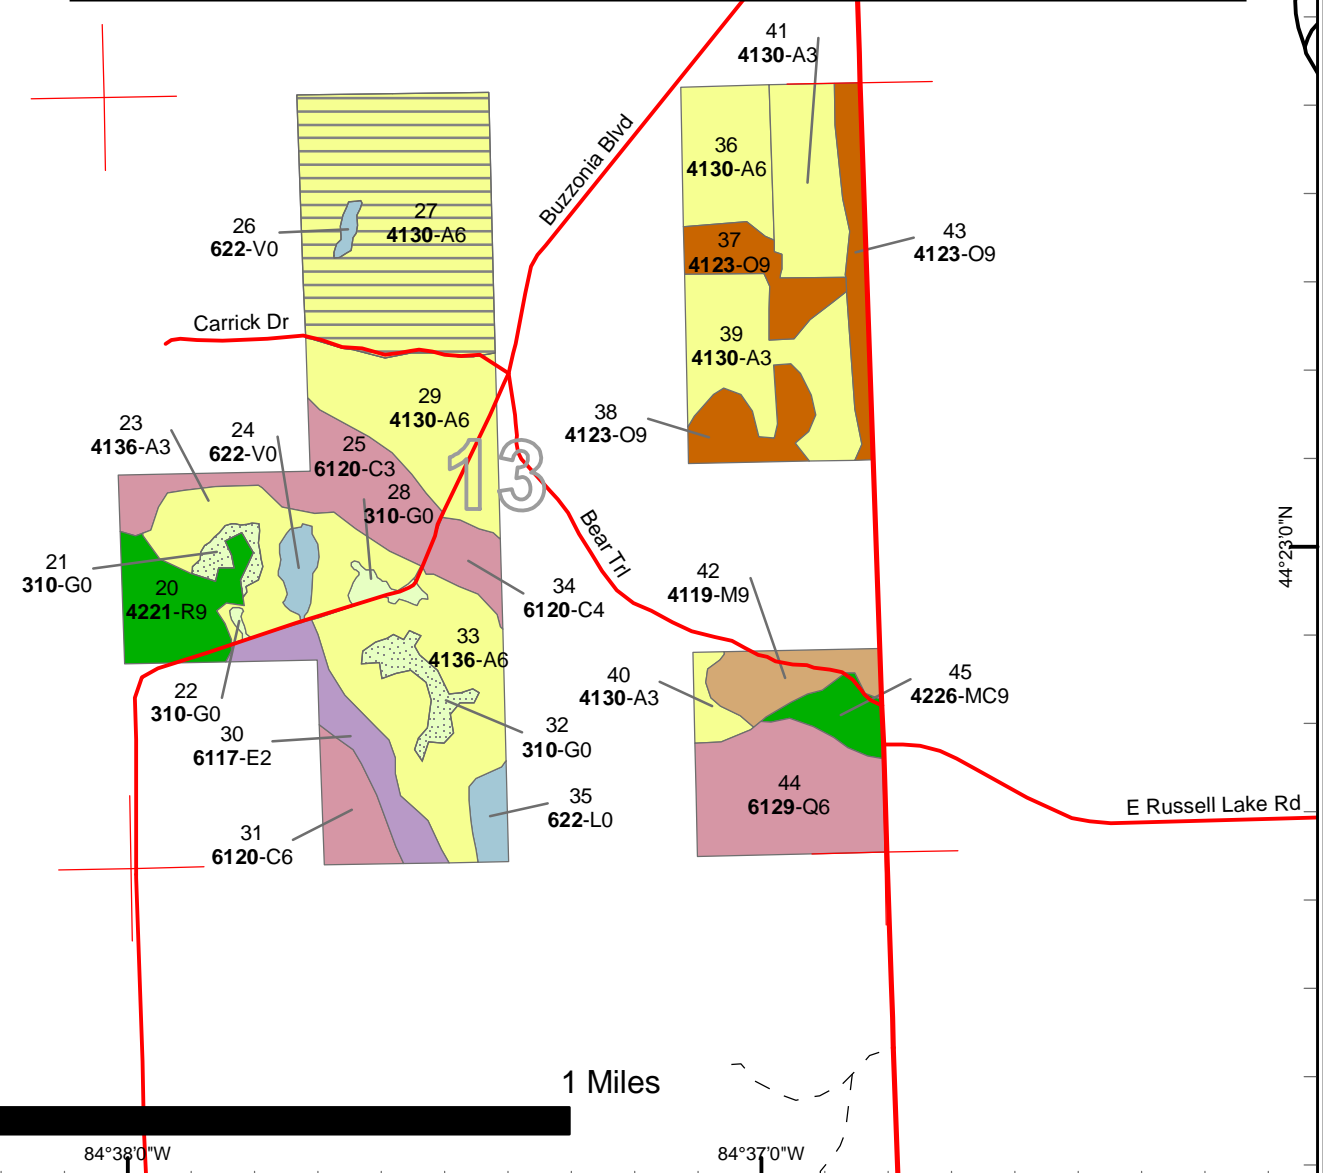 41
4130-A3
Buzzonia Blvd
36
4130-A6
26
622-V0
27
4130-A6
37
4123-O9
43
4123-O9
Carrick Dr
39
4130-A3
29
4130-A6
23
4136-A3
24
622-V0
25
6120-C3
38
4123-O9
13
28
310-G0
Bear Trl
44°23'0"N
21
310-G0
20
4221-R9
34
6120-C4
42
4119-M9
33
4136-A6
22
310-G0
40
4130-A3
45
4226-MC9
30
6117-E2
32
310-G0
31
6120-C6
35
622-L0
44
6129-Q6
E Russell Lake Rd
1 Miles
84°38'0"W
84°37'0"W